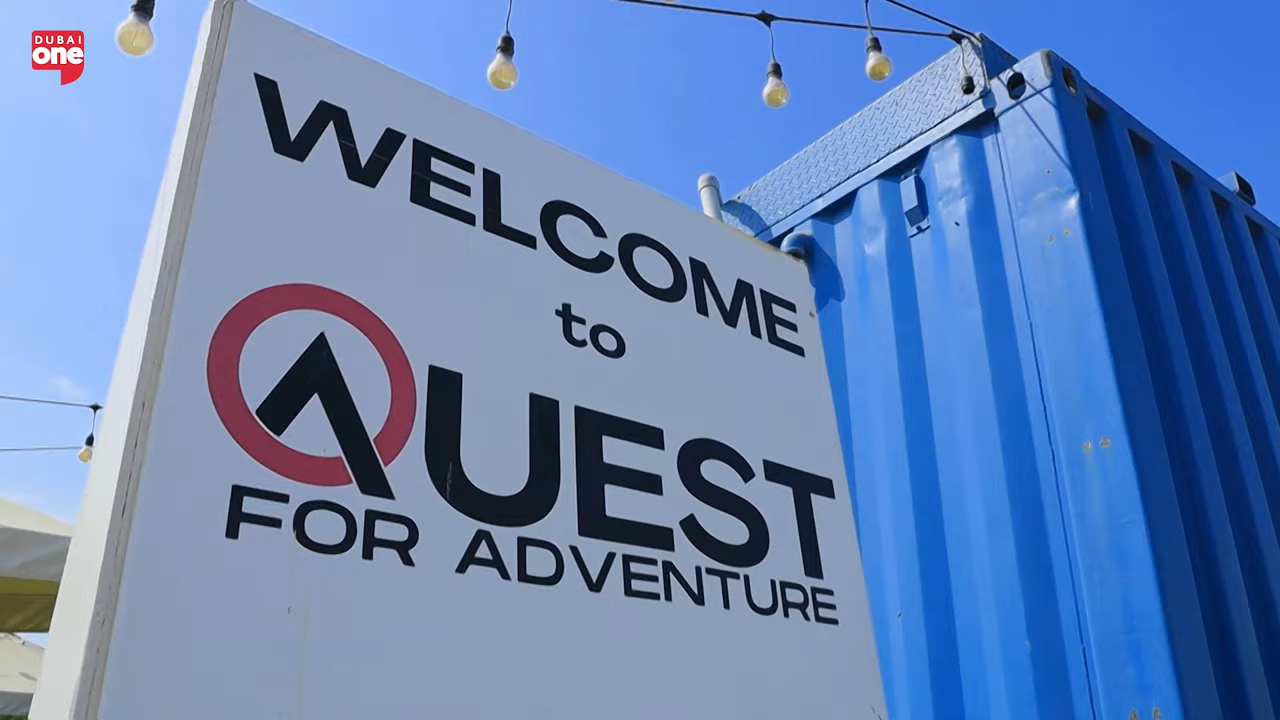 DUBAI
one
WELCOME
to
QUEST
FOR ADVENTURE